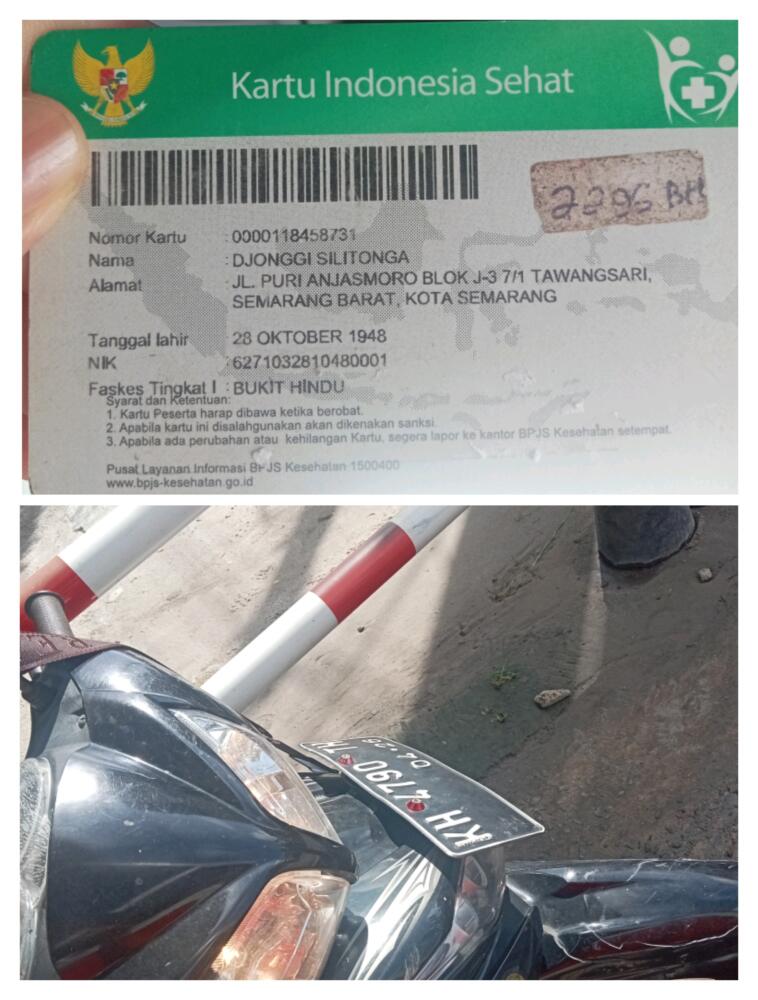 Kartu Indonesia Sehat
2295 BH
Nomor Kartu : 0000118458731
Nama : DJONGGI SILITONGA
Alamat : JL. PURI ANJASMORO BLOK J-3 7/1 TAWANGSARI,
SEMARANG BARAT, KOTA SEMARANG
Tanggal lahir : 28 OKTOBER 1948
NIK : 6271032810480001
Faskes Tingkat I : BUKIT HINDU
Syarat dan Ketentuan:
1. Kartu Peserta harap dibawa ketika berobat.
2. Apabila kartu ini disalahgunakan akan dikenakan sanksi.
3. Apabila ada perubahan atau kehilangan Kartu, segera lapor ke kantor BPJS Kesehatan setempat.
Pusat Layanan Informasi BPJS Kesehatan 1500400
www.bpjs-kesehatan.go.id
KH 4790